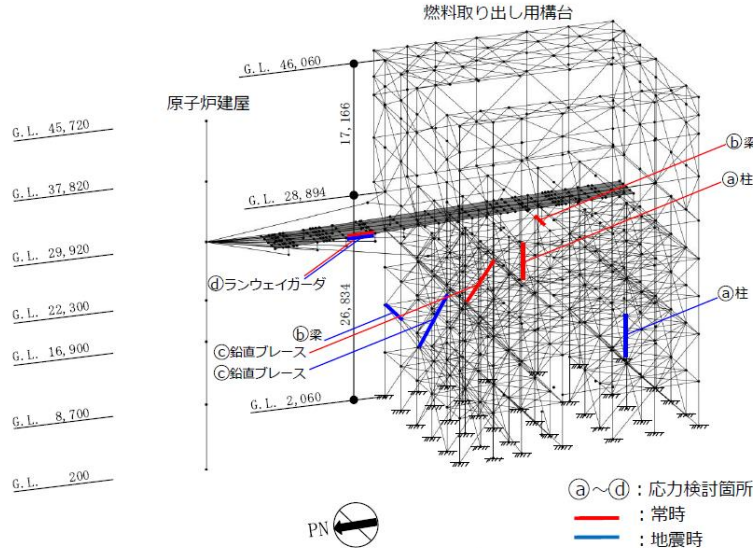 燃料取り出し用構台
G.L. 46,060
原子炉建屋
G.L. 45,720
17,166
ⓑ梁
ⓐ柱
G.L. 37,820
G.L. 28,894
G.L. 29,920
ⓓランウェイガーダ
26,834
G.L. 22,300
ⓐ柱
ⓑ梁
G.L. 16,900
ⓒ鉛直ブレース
ⓒ鉛直ブレース
G.L. 2,060
G.L. 8,700
G.L. 200
ⓐ～ⓓ：応力検討箇所
：常時
：地震時
PN